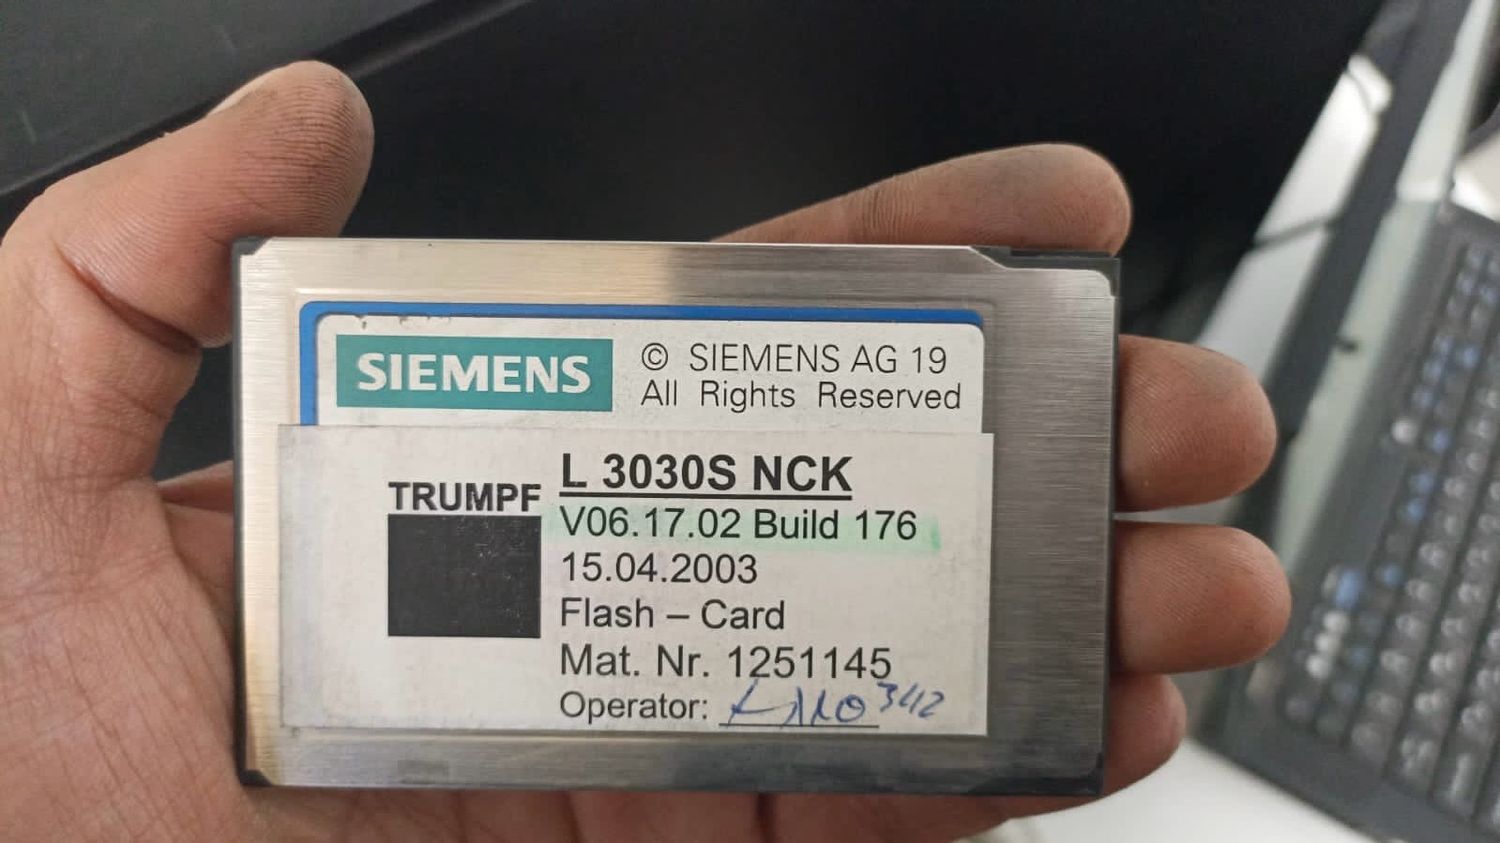 SIEMENS
© SIEMENS AG 19
All Rights Reserved
TRUMPF
L 3030S NCK
V06.17.02 Build 176
15.04.2003
Flash – Card
Mat. Nr. 1251145
Operator: